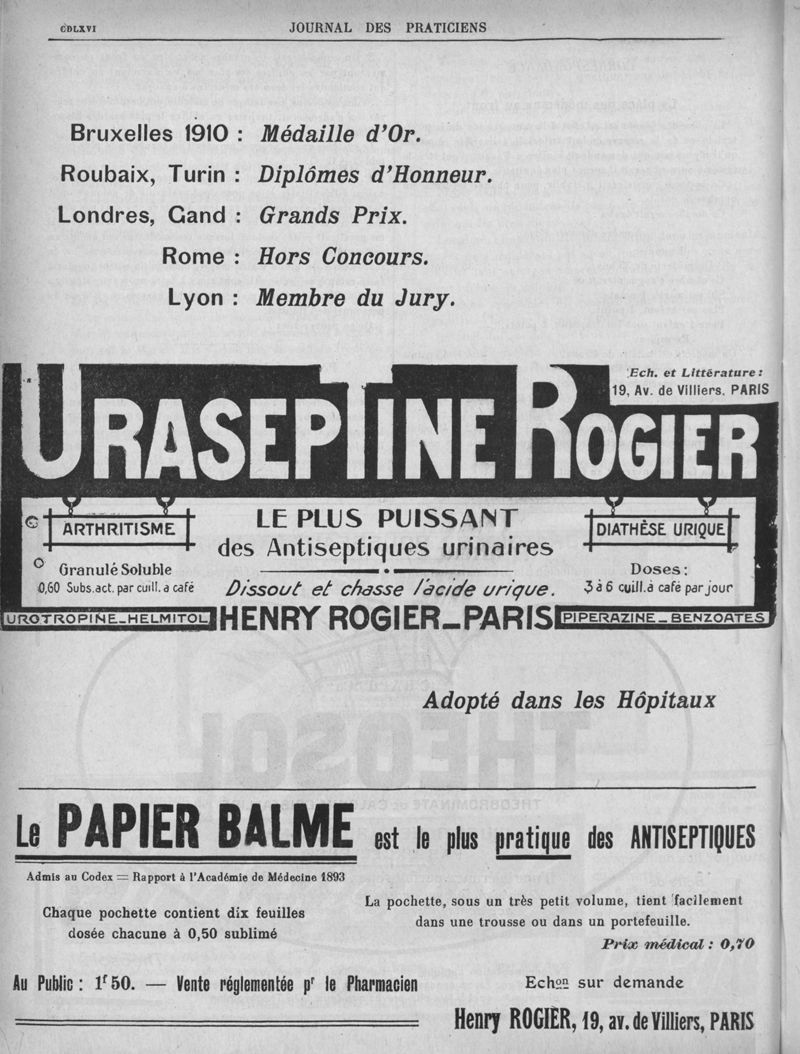 CDLXVI
JOURNAL DES PRATICIENS
Bruxelles 1910 : Médaille d'Or.
Roubaix, Turin : Diplômes d'Honneur.
Londres, Gand : Grands Prix.
Rome : Hors Concours.
Lyon : Membre du Jury.
Ech. et Littérature :
19, Av. de Villiers. PARIS
URASEPTINE ROGIER
ARTHRITISME
Granulé Soluble
0,60 Subs. act. par cuill. à café
LE PLUS PUISSANT
des Antiseptiques urinaires
Dissout et chasse l'acide urique.
DIATHÈSE URIQUE
Doses :
3 à 6 cuill. à café par jour
UROTROPINE_HELMITOL
HENRY ROGIER_PARIS
PIPERAZINE_BENZOATES
Adopté dans les Hôpitaux
Le PAPIER BALME est le plus pratique des ANTISEPTIQUES
Admis au Codex = Rapport à l'Académie de Médecine 1893
Chaque pochette contient dix feuilles
dosée chacune à 0,50 sublimé
La pochette, sous un très petit volume, tient facilement
dans une trousse ou dans un portefeuille.
Prix médical : 0,70
Au Public : 1f 50. — Vente réglementée pr le Pharmacien
Echon sur demande
Henry ROGIER, 19, av. de Villiers, PARIS